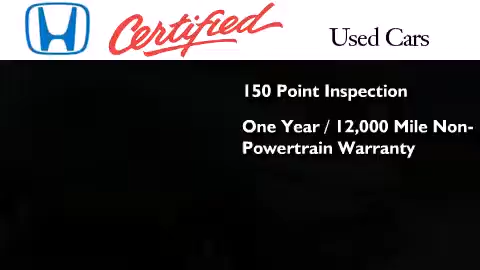 Certified Used Cars
150 Point Inspection
One Year / 12,000 Mile Non-
Powertrain Warranty